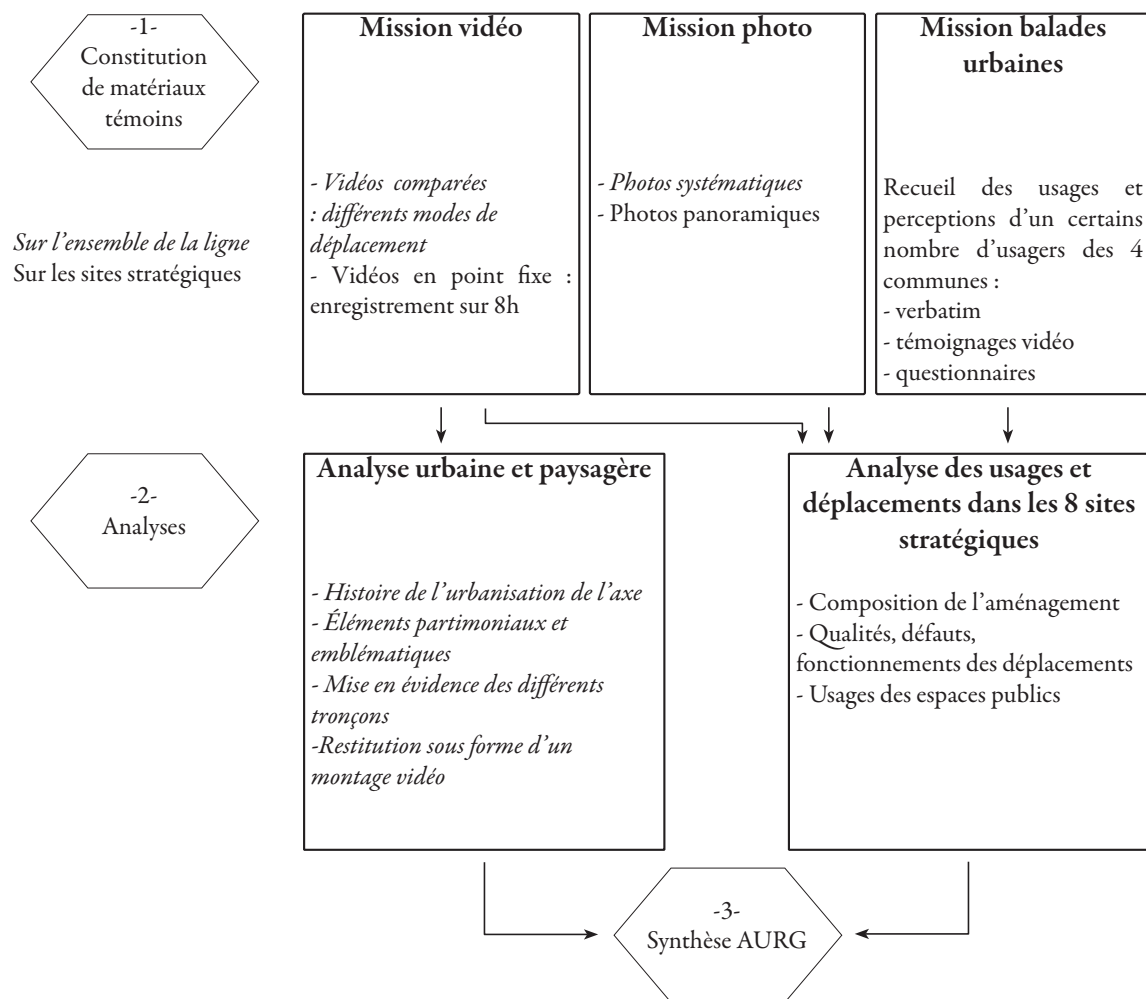 -1-
Constitution
de matériaux
témoins
Sur l’ensemble de la ligne
Sur les sites stratégiques
Mission vidéo
- Vidéos comparées
: différents modes de
déplacement
- Vidéos en point fixe :
enregistrement sur 8h
Mission photo
- Photos systématiques
- Photos panoramiques
Mission balades
urbaines
Recueil des usages et
perceptions d’un certains
nombre d’usagers des 4
communes :
- verbatim
- témoignages vidéo
- questionnaires
-2-
Analyses
Analyse urbaine et paysagère
- Histoire de l’urbanisation de l’axe
- Éléments partimoniaux et
emblématiques
- Mise en évidence des différents
tronçons
-Restitution sous forme d’un
montage vidéo
Analyse des usages et
déplacements dans les 8 sites
stratégiques
- Composition de l’aménagement
- Qualités, défauts,
fonctionnements des déplacements
- Usages des espaces publics
-3-
Synthèse AURG